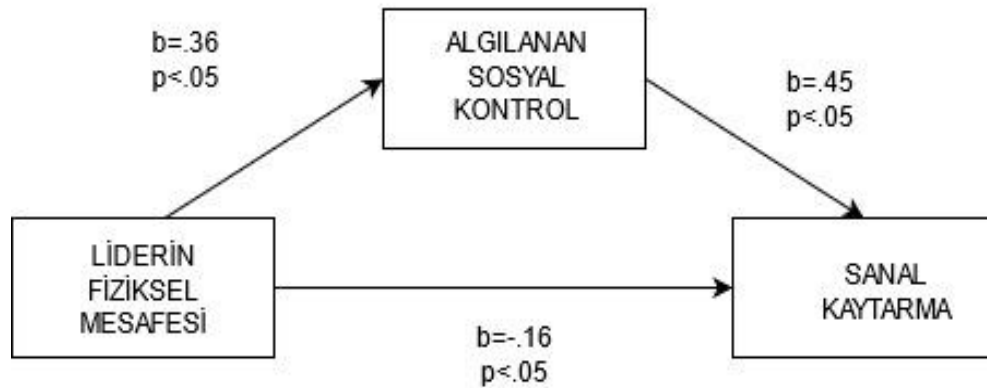 b=.36
p<.05
ALGILANAN
SOSYAL
KONTROL
b=.45
p<.05
LİDERİN
FİZİKSEL
MESAFESİ
SANAL
KAYTARMA
b=-.16
p<.05